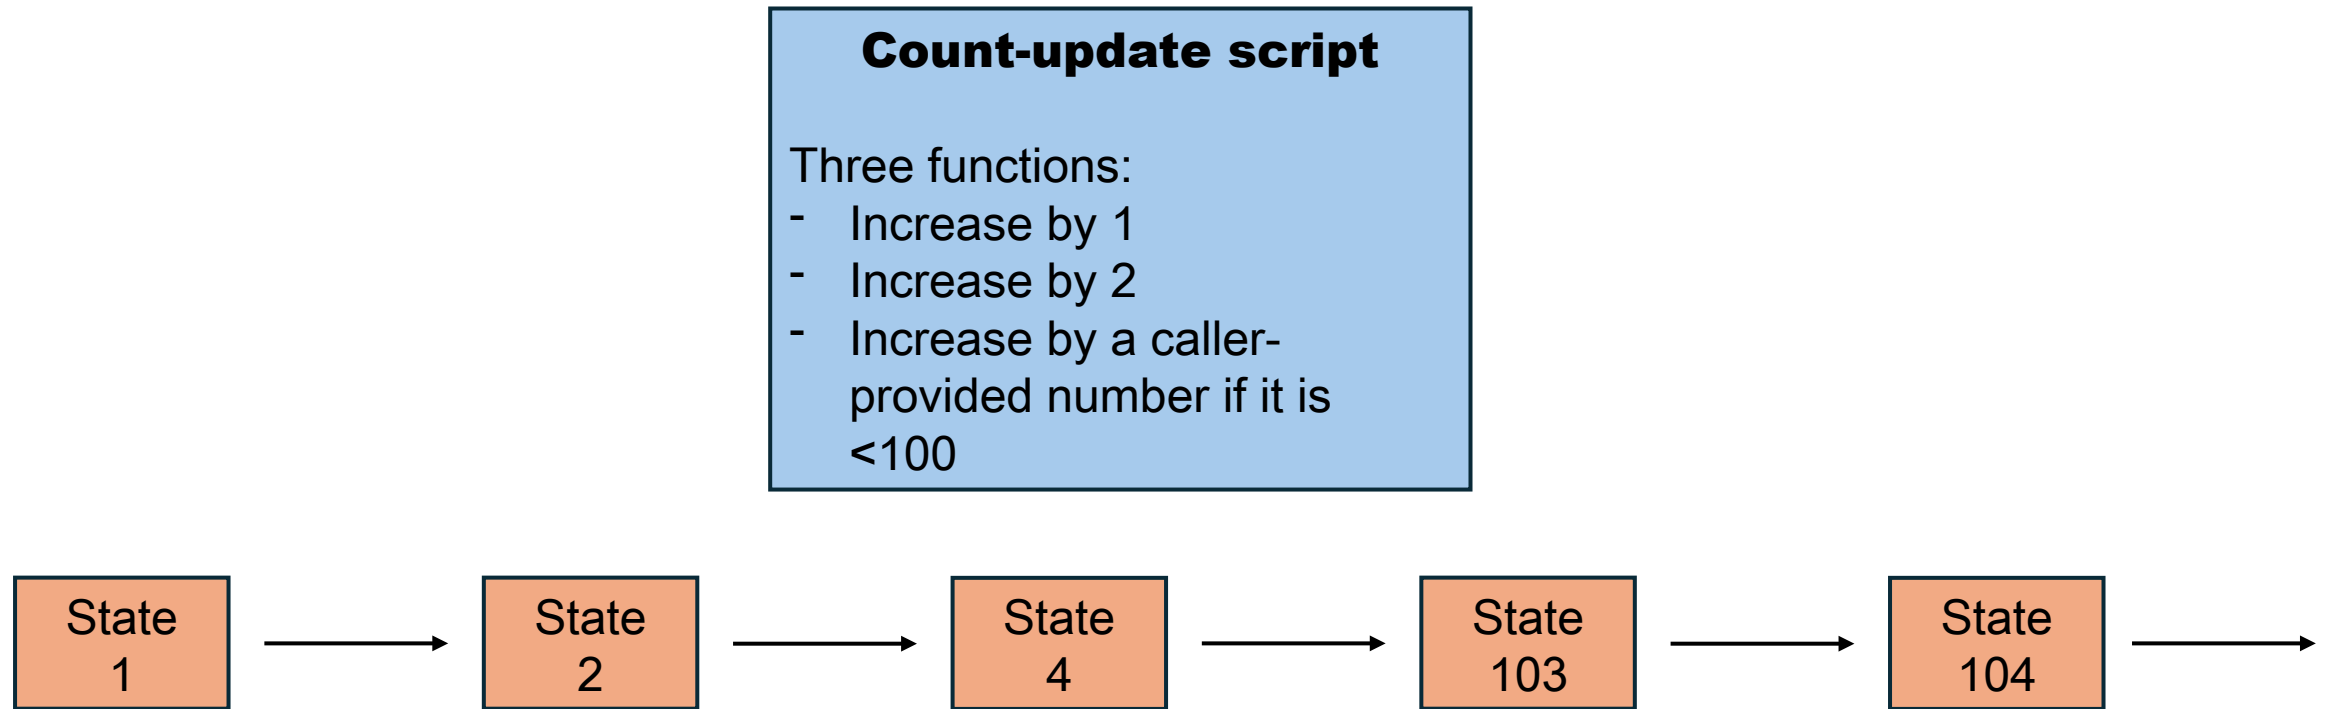 Count-update script
Three functions:
- Increase by 1
- Increase by 2
- Increase by a caller-
provided number if it is
<100
State
1
State
2
State
4
State
103
State
104